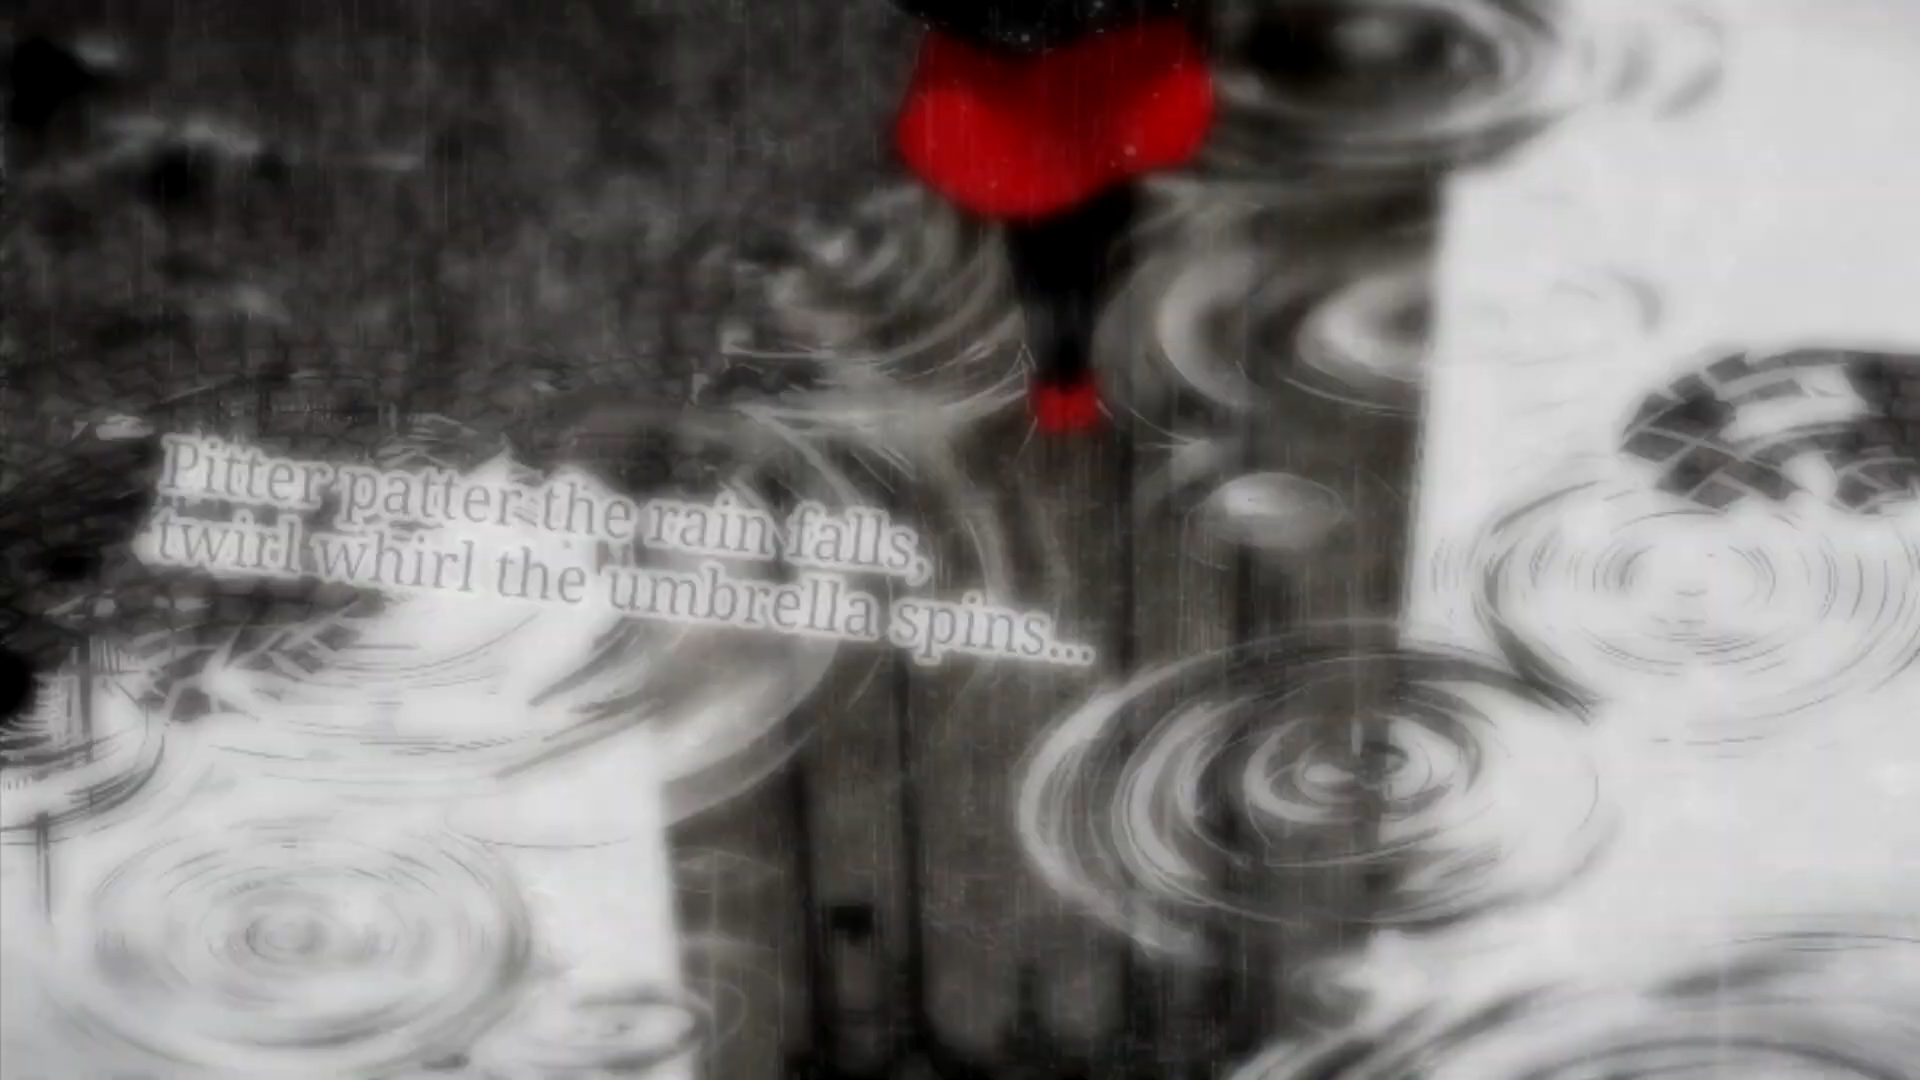 Pitter patter the rain falls,
twirl whirl the umbrella spins...